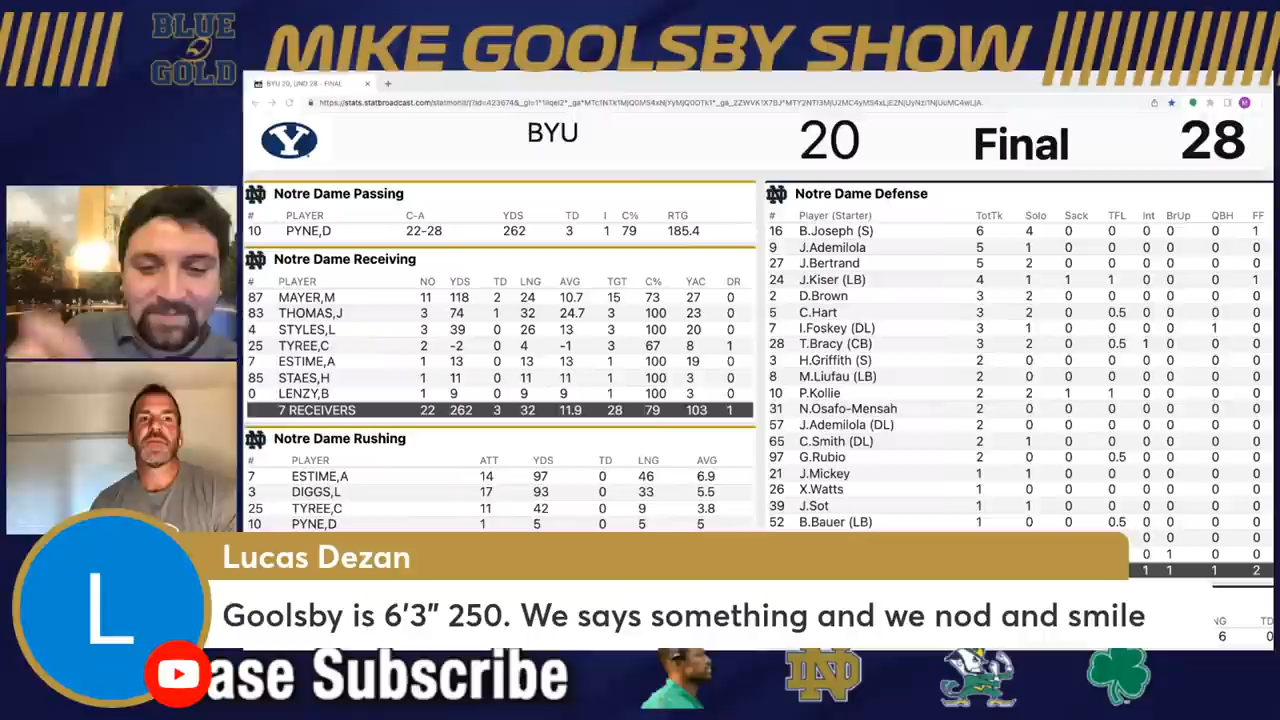 BLUE
GOLD
MIKE GOOLSBY SHOW
BYU 20, UND 28 - FINAL
BYU 20 Final 28
Notre Dame Passing
# PLAYER C-A YDS TD I C% RTG
10 PYNE,D 22-28 262 3 1 79 185.4
Notre Dame Receiving
# PLAYER NO YDS TD LNG AVG TGT C% YAC DR
87 MAYER,M 11 118 2 24 10.7 15 73 27 0
83 THOMAS,J 3 74 1 32 24.7 3 100 23 0
4 STYLES,L 3 39 0 26 13 3 100 20 0
25 TYREE,C 2 -2 0 4 -1 3 67 8 1
7 ESTIME,A 1 13 0 13 13 1 100 19 0
85 STAES,H 1 11 0 11 11 1 100 3 0
0 LENZY,B 1 9 0 9 9 1 100 3 0
7 RECEIVERS 22 262 3 32 11.9 28 79 103 1
Notre Dame Rushing
# PLAYER ATT YDS TD LNG AVG
7 ESTIME,A 14 97 0 46 6.9
3 DIGGS,L 17 93 0 33 5.5
25 TYREE,C 11 42 0 9 3.8
10 PYNE,D 1 5 0 5 5
Notre Dame Defense
# Player (Starter) TotTk Solo Sack TFL Int BrUp QBH FF
16 B.Joseph (S) 6 4 0 0 0 0 0 1
9 J.Ademilola 5 1 0 0 0 0 0 0
27 J.Bertrand 5 2 0 0 0 0 0 0
24 J.Kiser (LB) 4 1 1 1 0 0 0 1
2 D.Brown 3 2 0 0 0 0 0 0
5 C.Hart 3 2 0 0.5 0 0 0 0
7 I.Foskey (DL) 3 1 0 0 0 0 1 0
28 T.Bracy (CB) 3 2 0 0.5 1 0 0 0
3 H.Griffith (S) 2 0 0 0 0 0 0 0
8 M.Liufau (LB) 2 0 0 0 0 0 0 0
10 P.Kollie 2 2 1 1 0 0 0 0
31 N.Osafo-Mensah 2 0 0 0 0 0 0 0
57 J.Ademilola (DL) 2 0 0 0 0 0 0 0
65 C.Smith (DL) 2 1 0 0 0 0 0 0
97 G.Rubio 2 0 0 0.5 0 0 0 0
21 J.Mickey 1 1 0 0 0 0 0 0
26 X.Watts 1 0 0 0 0 0 0 0
39 J.Sot 1 1 0 0 0 0 0 0
52 B.Bauer (LB) 1 0 0 0.5 0 0 0 0
0 0 0 0
0 1 0 0
1 1 1 2
NG TD
6 0
L
Lucas Dezan
Goolsby is 6'3" 250. We says something and we nod and smile
ase Subscribe